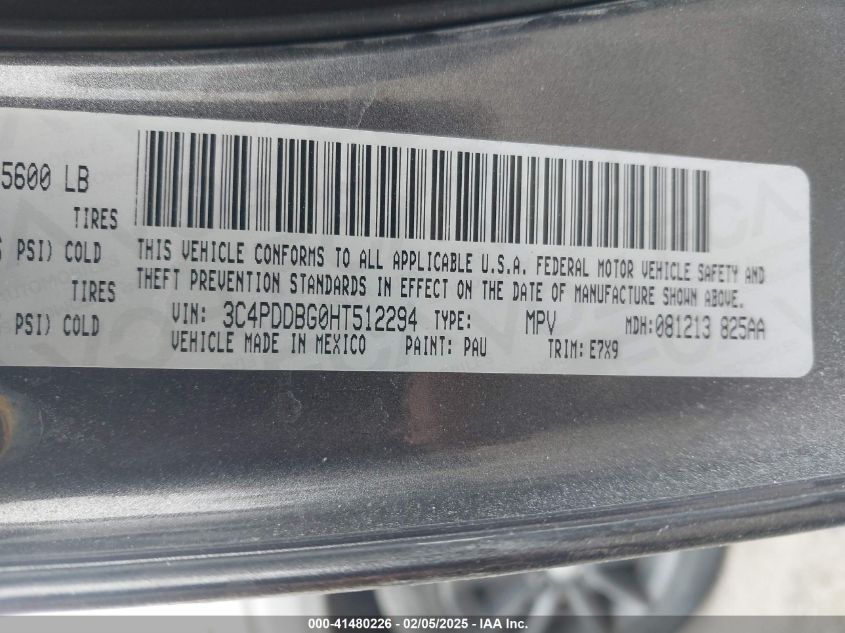 5600 LB
TIRES
PSI) COLD
TIRES
PSI) COLD
THIS VEHICLE CONFORMS TO ALL APPLICABLE U.S.A. FEDERAL MOTOR VEHICLE SAFETY AND
THEFT PREVENTION STANDARDS IN EFFECT ON THE DATE OF MANUFACTURE SHOWN ABOVE.
VIN: 3C4PDDBG0HT512294 TYPE: MPV MDH:081213 825AA
VEHICLE MADE IN MEXICO PAINT: PAU TRIM: E7X9
000-41480226 - 02/05/2025 - IAA Inc.